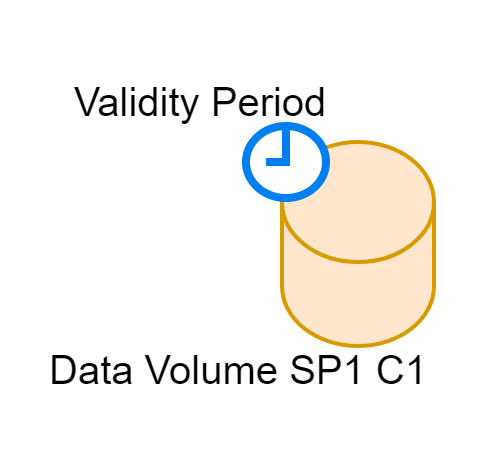 Validity Period
Data Volume SP1 C1